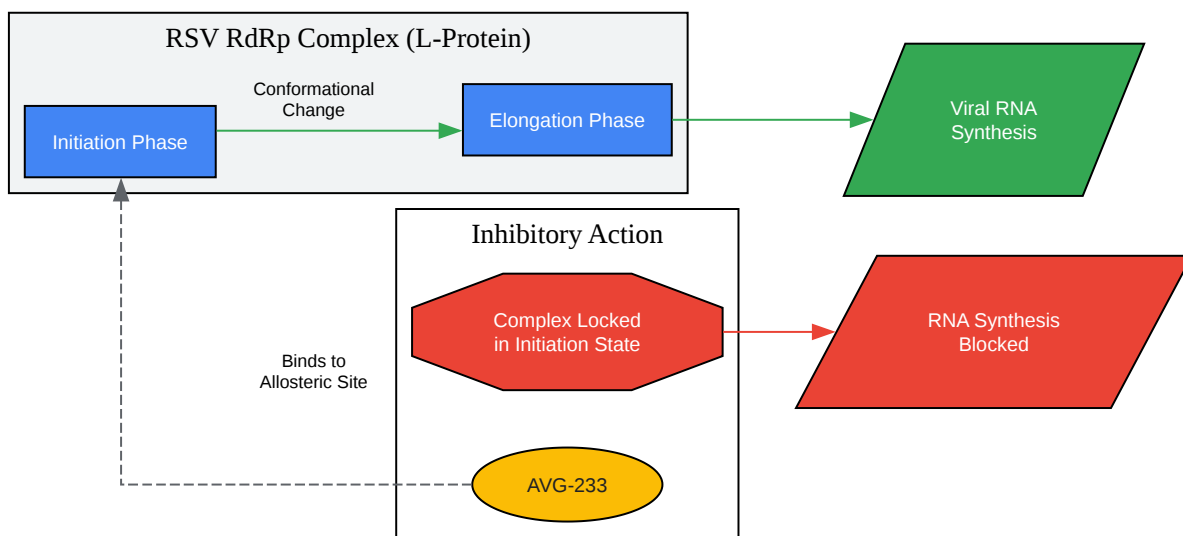 RSV RdRp Complex (L-Protein)
Conformational
Change
Initiation Phase
Elongation Phase
Viral RNA
Synthesis
Inhibitory Action
Complex Locked
in Initiation State
RNA Synthesis
Blocked
Binds to
Allosteric Site
AVG-233